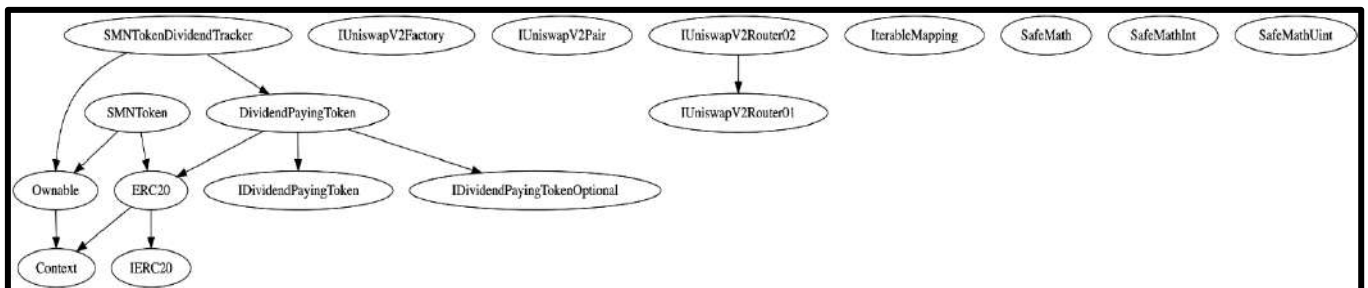 SMNTokenDividendTracker IUniswapV2Factory IUniswapV2Pair IUniswapV2Router02 IterableMapping SafeMath SafeMathInt SafeMathUint
SMNToken DividendPayingToken IUniswapV2Router01
Ownable ERC20 IDividendPayingToken IDividendPayingTokenOptional
Context IERC20